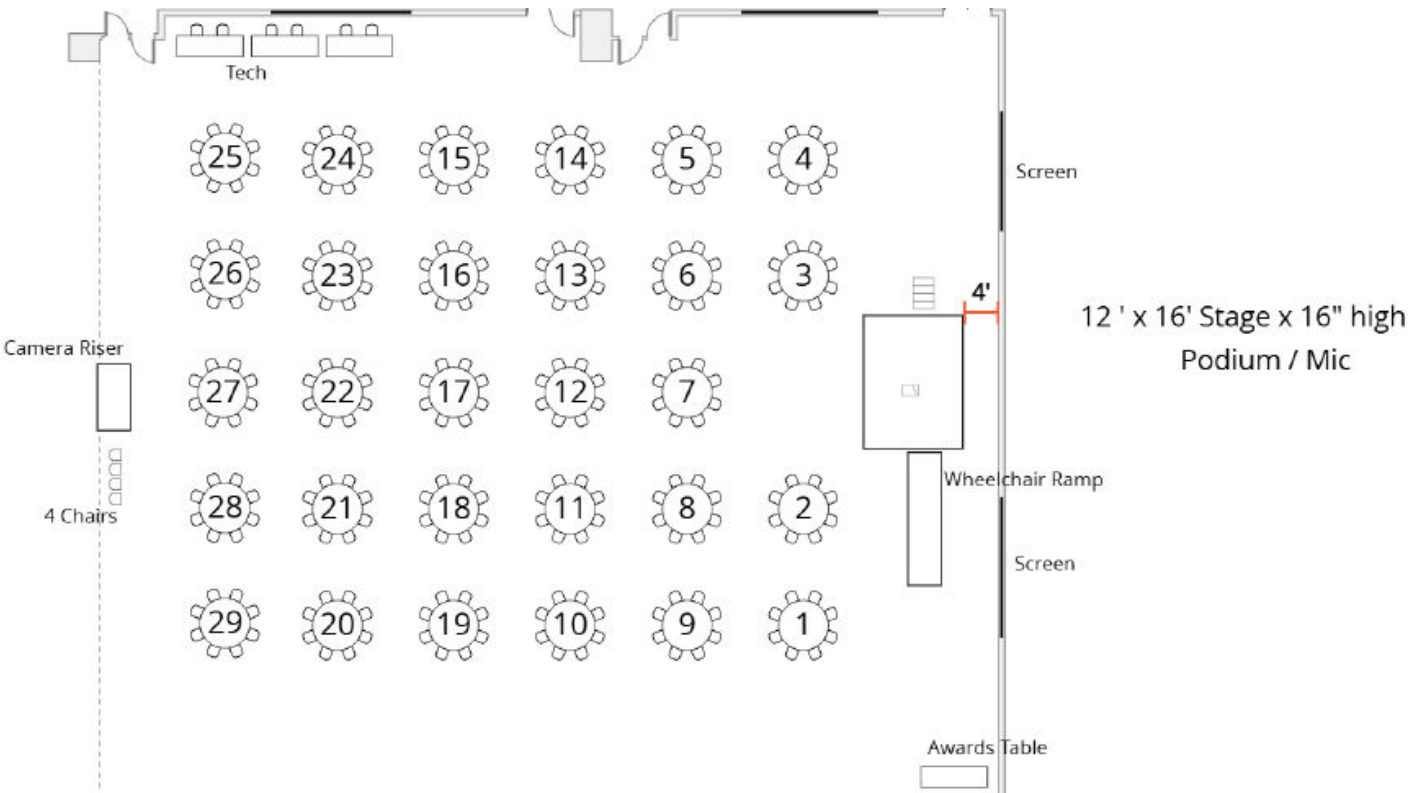 Tech
25 24 15 14 5 4
Screen
26 23 16 13 6 3
4'
12 ' x 16' Stage x 16" high
Podium / Mic
Camera Riser
27 22 17 12 7
Wheelchair Ramp
4 Chairs
28 21 18 11 8 2
Screen
29 20 19 10 9 1
Awards Table